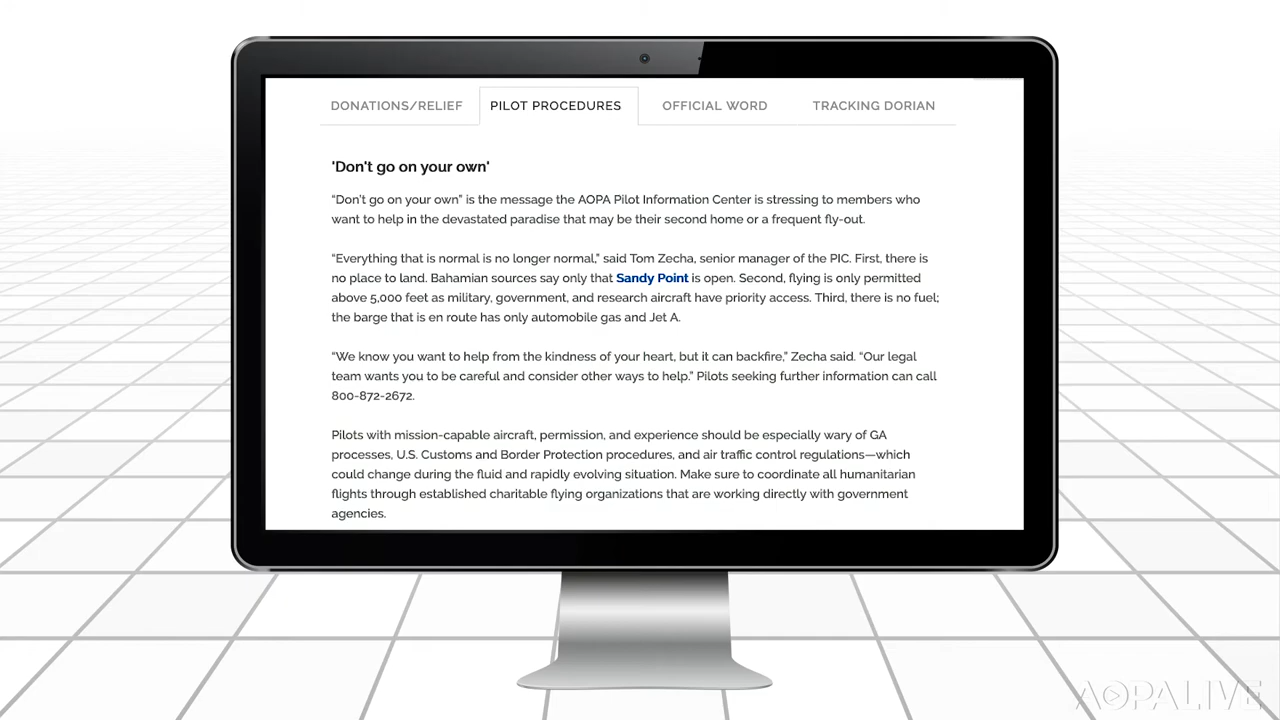 DONATIONS/RELIEF PILOT PROCEDURES OFFICIAL WORD TRACKING DORIAN
'Don't go on your own'
“Don’t go on your own” is the message the AOPA Pilot Information Center is stressing to members who
want to help in the devastated paradise that may be their second home or a frequent fly-out.
“Everything that is normal is no longer normal,” said Tom Zecha, senior manager of the PIC. First, there is
no place to land. Bahamian sources say only that Sandy Point is open. Second, flying is only permitted
above 5,000 feet as military, government, and research aircraft have priority access. Third, there is no fuel;
the barge that is en route has only automobile gas and Jet A.
“We know you want to help from the kindness of your heart, but it can backfire,” Zecha said. “Our legal
team wants you to be careful and consider other ways to help.” Pilots seeking further information can call
800-872-2672.
Pilots with mission-capable aircraft, permission, and experience should be especially wary of GA
processes, U.S. Customs and Border Protection procedures, and air traffic control regulations—which
could change during the fluid and rapidly evolving situation. Make sure to coordinate all humanitarian
flights through established charitable flying organizations that are working directly with government
agencies.
AOPA LIVE